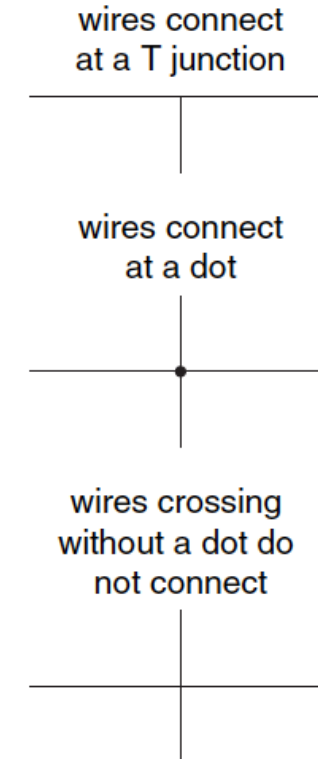 wires connect
at a T junction
wires connect
at a dot
wires crossing
without a dot do
not connect